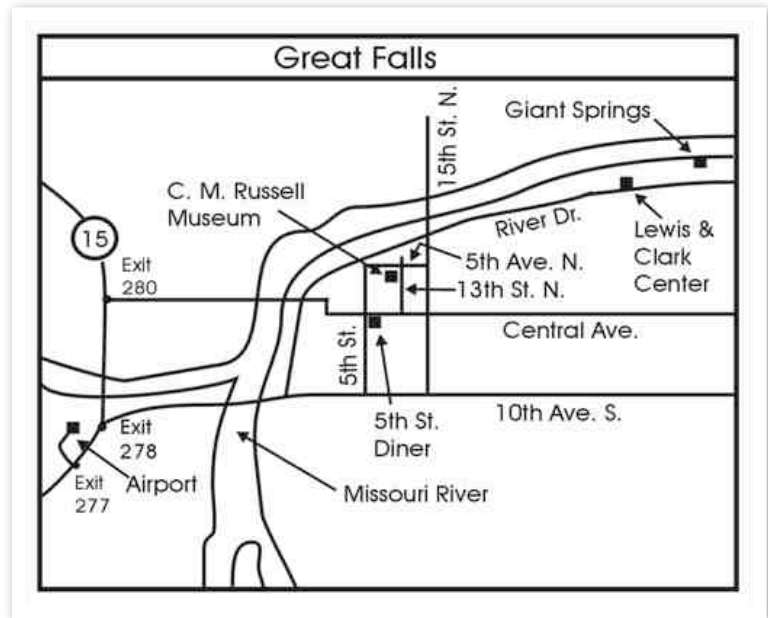 Great Falls
Giant Springs
15th St. N.
C. M. Russell
Museum
River Dr.
Lewis &
Clark
Center
15
Exit
280
5th Ave. N.
13th St. N.
Central Ave.
5th St.
10th Ave. S.
5th St.
Diner
Exit
278
Airport
Exit
277
Missouri River